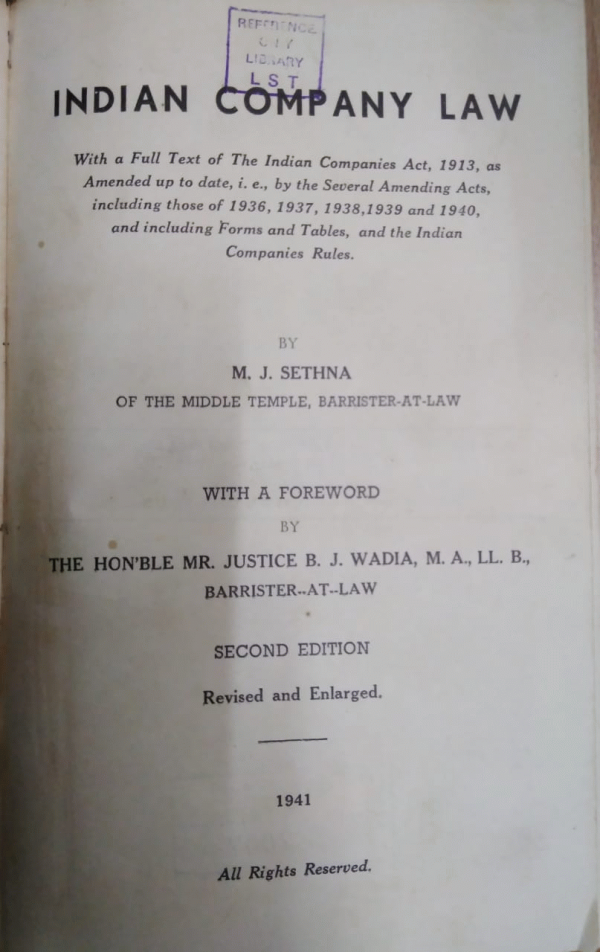 REFERENCE
LIBRARY
LST
INDIAN COMPANY LAW
With a Full Text of The Indian Companies Act, 1913, as
Amended up to date, i. e., by the Several Amending Acts,
including those of 1936, 1937, 1938,1939 and 1940,
and including Forms and Tables, and the Indian
Companies Rules.
BY
M. J. SETHNA
OF THE MIDDLE TEMPLE, BARRISTER-AT-LAW
WITH A FOREWORD
BY
THE HON'BLE MR. JUSTICE B. J. WADIA, M. A., LL. B.,
BARRISTER--AT--LAW
SECOND EDITION
Revised and Enlarged.
1941
All Rights Reserved.